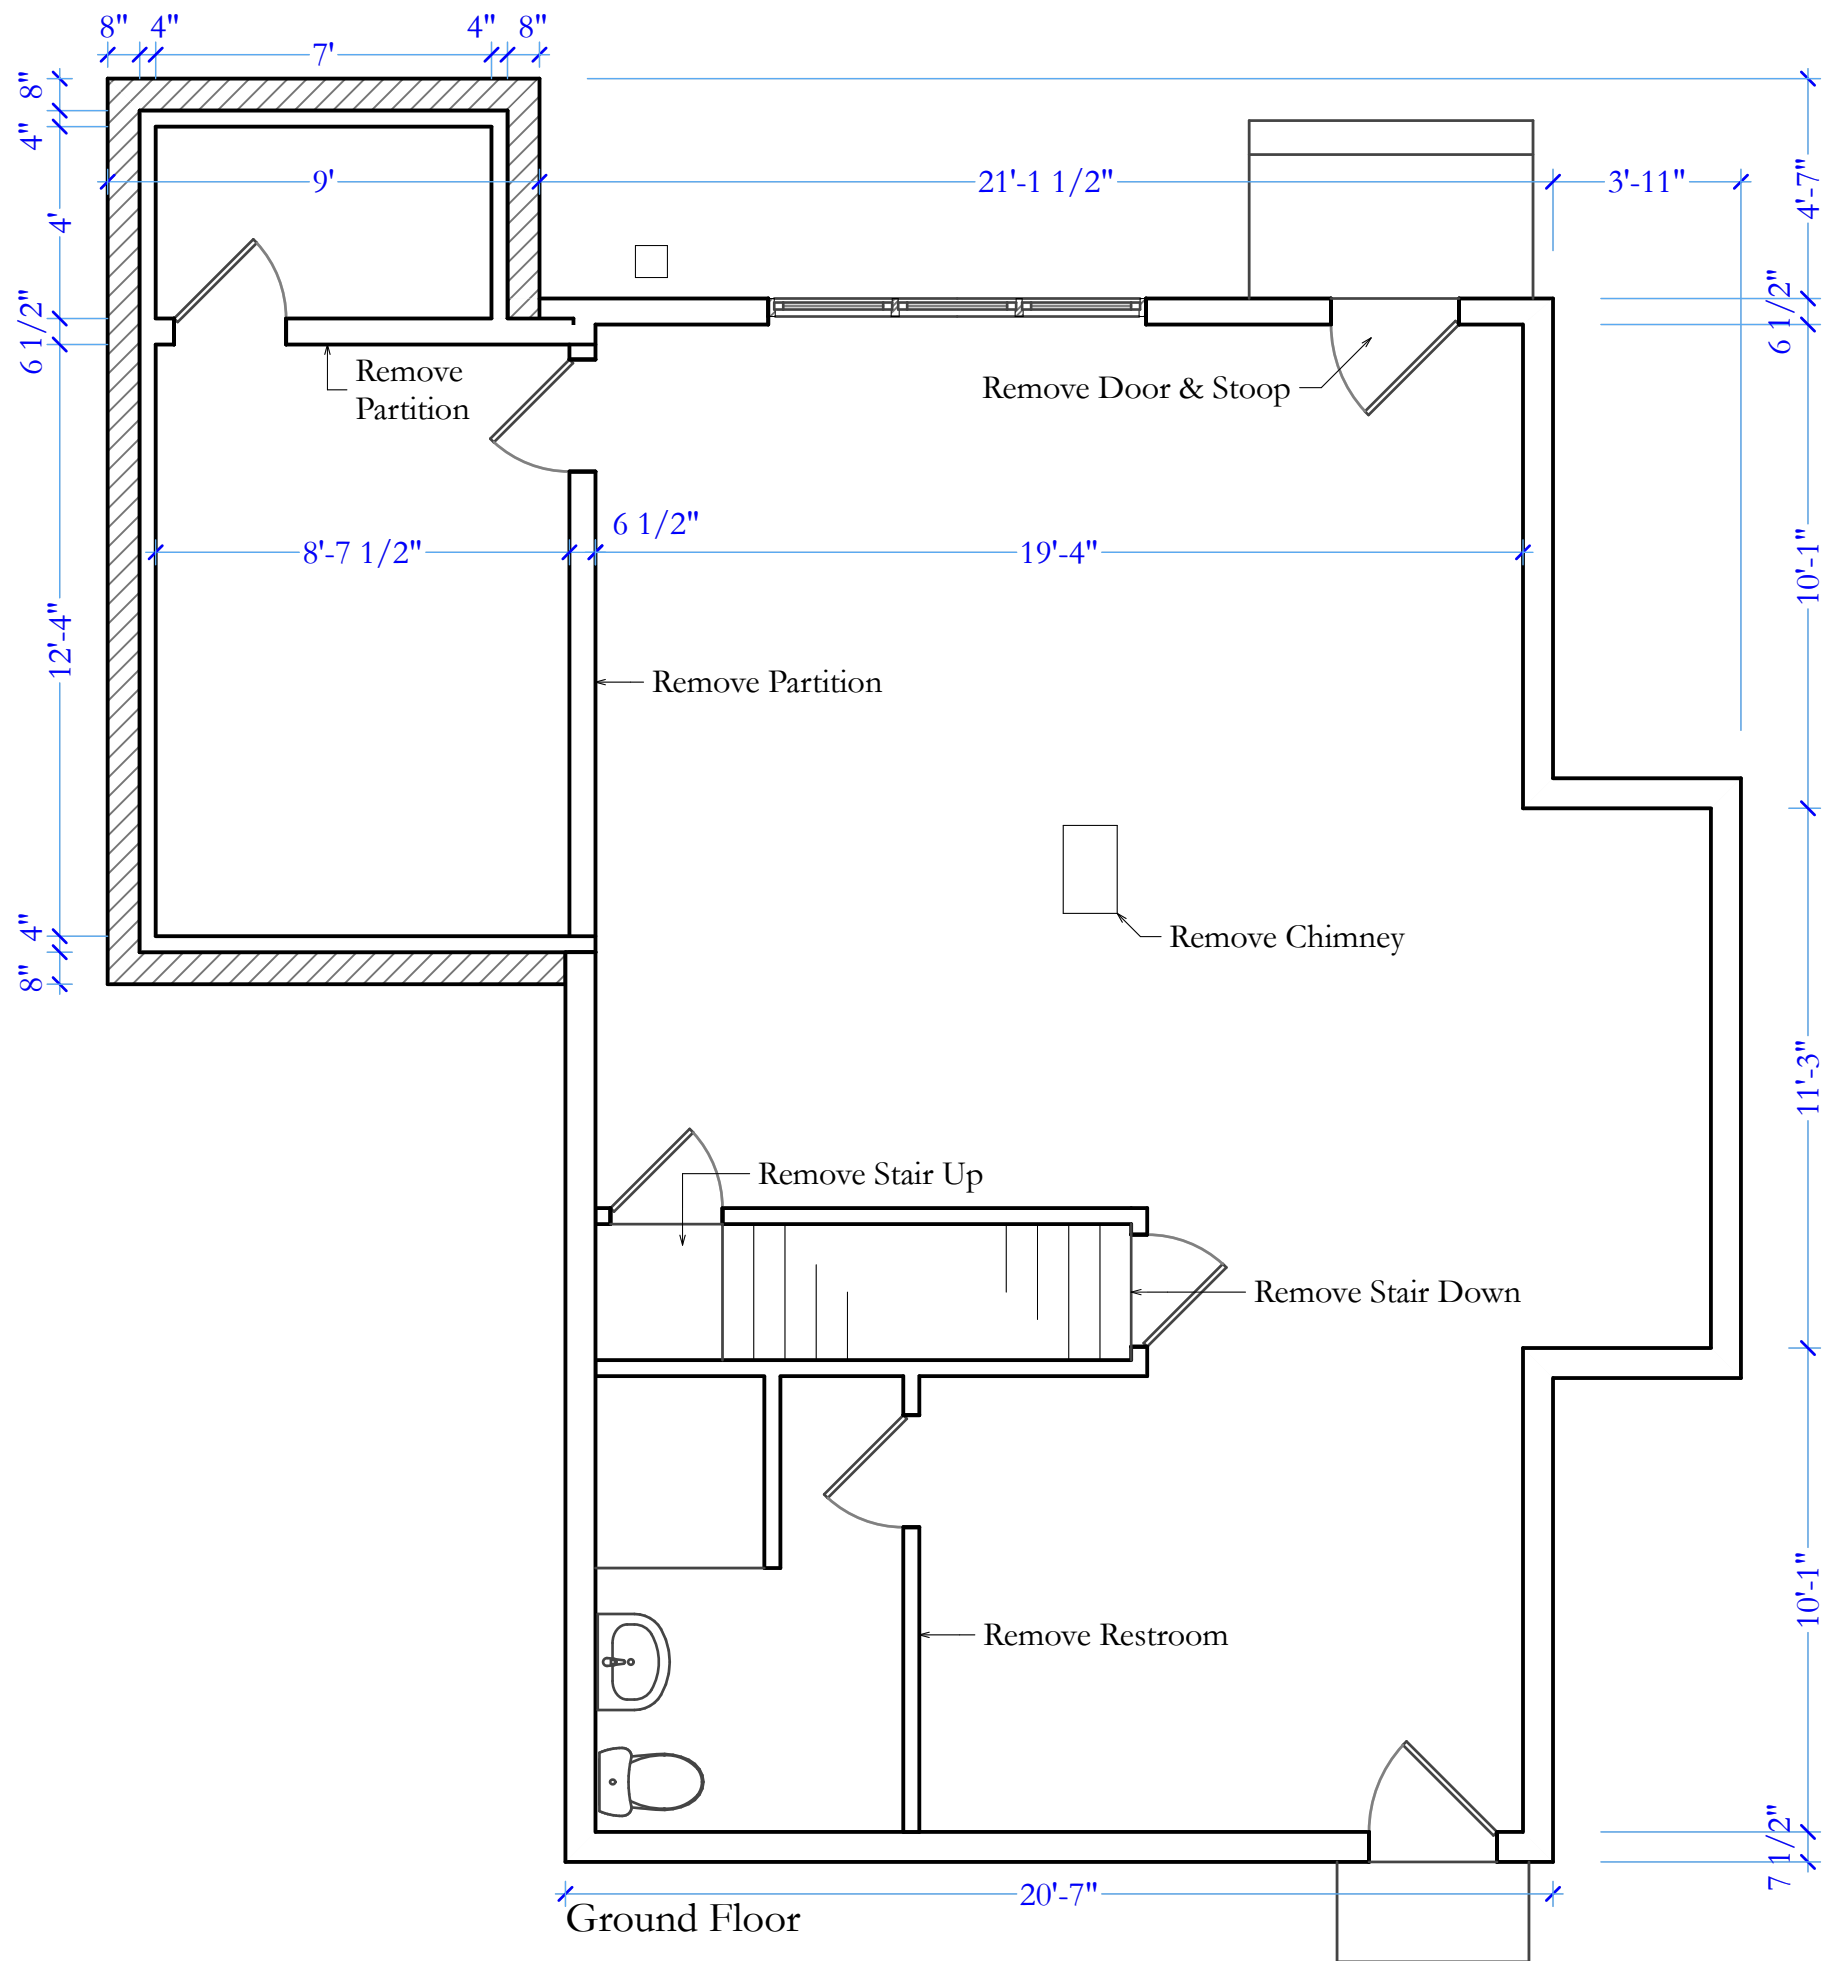 8" 4" 7' 4" 8"
8"
4"
9' 21'-1 1/2" 3'-11"
4'-7"
4'
6 1/2"
6 1/2"
Remove
Partition
Remove Door & Stoop
6 1/2"
8'-7 1/2" 19'-4"
10'-1"
12'-4"
Remove Partition
4"
Remove Chimney
8"
11'-3"
Remove Stair Up
Remove Stair Down
10'-1"
Remove Restroom
7 1/2"
20'-7"
Ground Floor